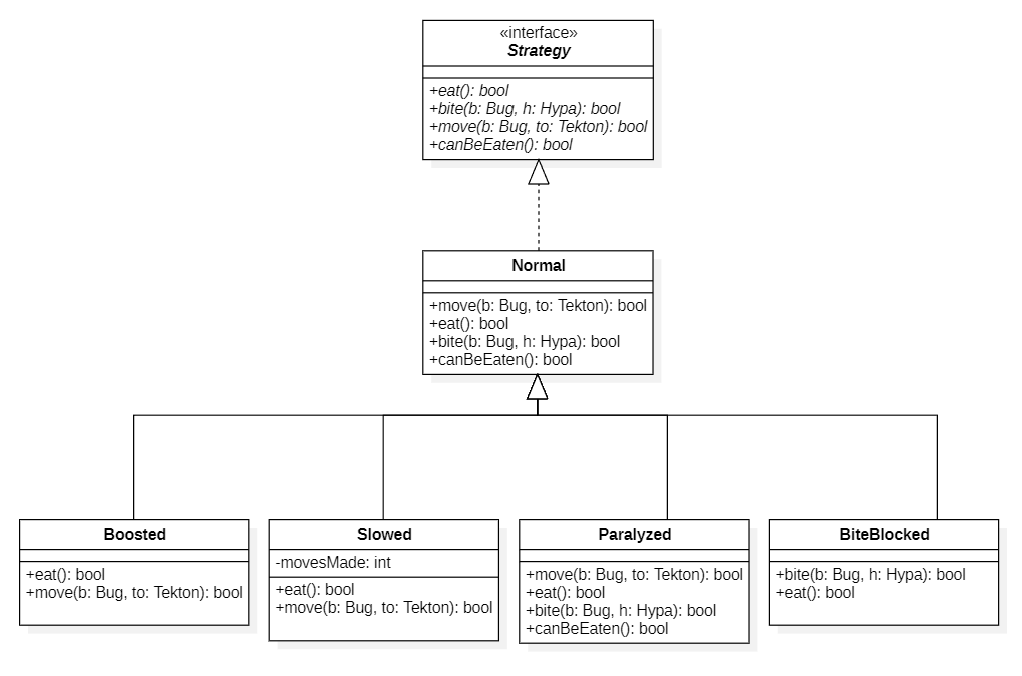 «interface»
Strategy
+eat(): bool
+bite(b: Bug, h: Hypa): bool
+move(b: Bug, to: Tekton): bool
+canBeEaten(): bool
Normal
+move(b: Bug, to: Tekton): bool
+eat(): bool
+bite(b: Bug, h: Hypa): bool
+canBeEaten(): bool
Boosted
+eat(): bool
+move(b: Bug, to: Tekton): bool
Slowed
-movesMade: int
+eat(): bool
+move(b: Bug, to: Tekton): bool
Paralyzed
+move(b: Bug, to: Tekton): bool
+eat(): bool
+bite(b: Bug, h: Hypa): bool
+canBeEaten(): bool
BiteBlocked
+bite(b: Bug, h: Hypa): bool
+eat(): bool